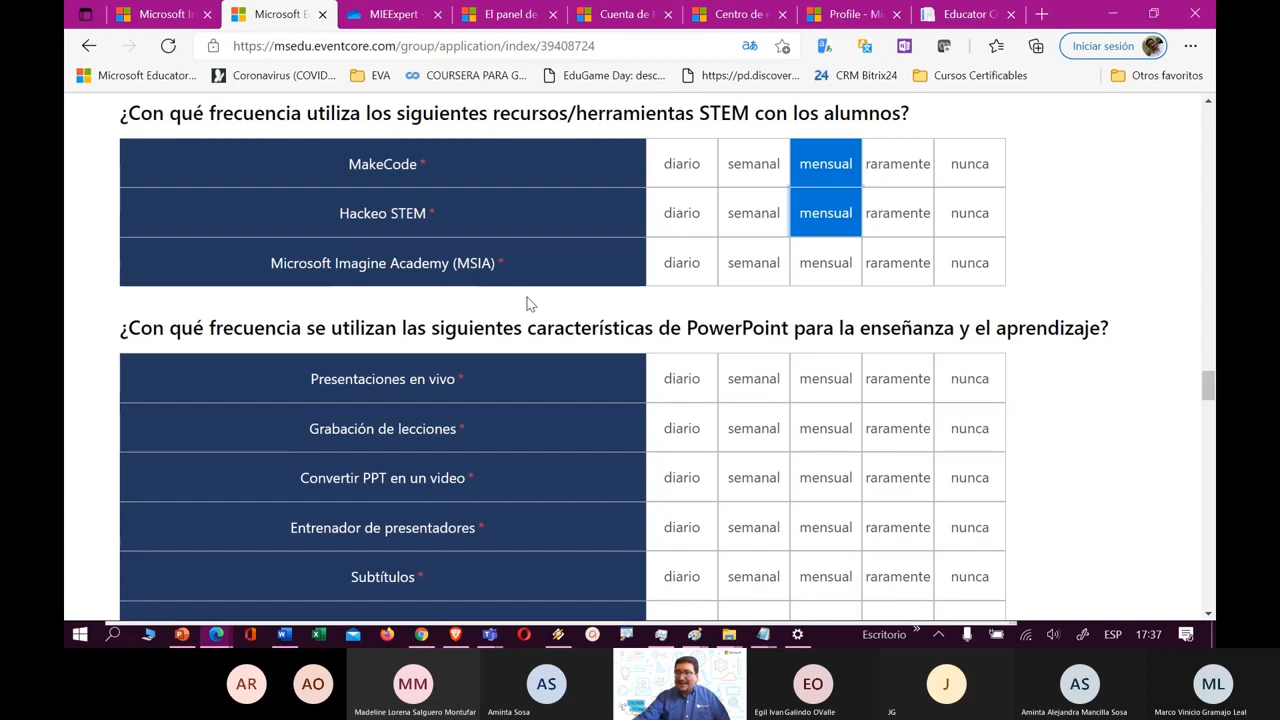 Microsoft In
Microsoft E
MIEExpert -
El panel de
Cuenta de M
Centro de e
Profile - Mi
Educator C
https://msedu.eventcore.com/group/application/index/39408724
Iniciar sesión
Microsoft Educator...
Coronavirus (COVID...
EVA
COURSERA PARA G...
EduGame Day: desc...
https://pd.discover...
24 CRM Bitrix24
Cursos Certificables
Otros favoritos
¿Con qué frecuencia utiliza los siguientes recursos/herramientas STEM con los alumnos?
MakeCode * diario semanal mensual raramente nunca
Hackeo STEM * diario semanal mensual raramente nunca
Microsoft Imagine Academy (MSIA) * diario semanal mensual raramente nunca
¿Con qué frecuencia se utilizan las siguientes características de PowerPoint para la enseñanza y el aprendizaje?
Presentaciones en vivo * diario semanal mensual raramente nunca
Grabación de lecciones * diario semanal mensual raramente nunca
Convertir PPT en un video * diario semanal mensual raramente nunca
Entrenador de presentadores * diario semanal mensual raramente nunca
Subtítulos * diario semanal mensual raramente nunca
Escritorio » ESP 17:37
AR AO MM AS EO J AS ML
Madeline Lorena Salguero Montufar
Aminta Sosa
Egil Ivan Galindo OValle
JG
Aminta Alejandra Mancilla Sosa
Marco Vinicio Gramajo Leal